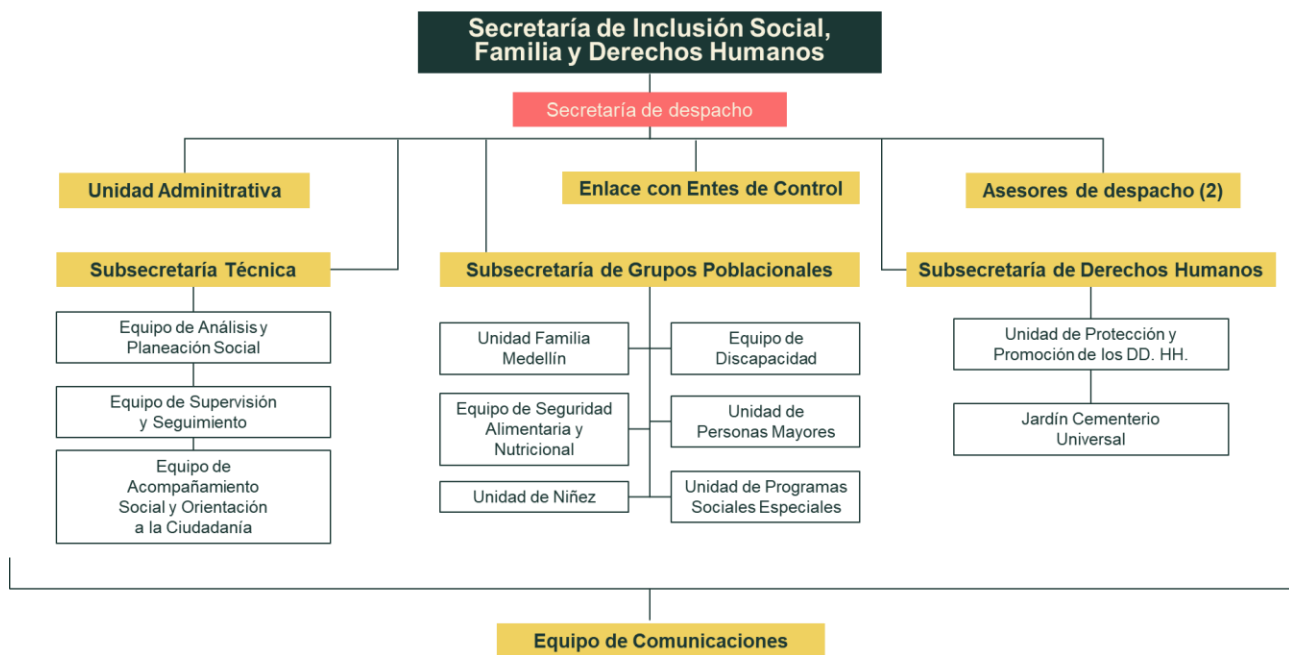 Secretaría de Inclusión Social,
Familia y Derechos Humanos
Secretaría de despacho
Unidad Adminitrativa
Enlace con Entes de Control
Asesores de despacho (2)
Subsecretaría Técnica
Equipo de Análisis y
Planeación Social
Equipo de Supervisión
y Seguimiento
Equipo de
Acompañamiento
Social y Orientación
a la Ciudadanía
Subsecretaría de Grupos Poblacionales
Unidad Familia
Medellín
Equipo de
Discapacidad
Equipo de Seguridad
Alimentaria y
Nutricional
Unidad de
Personas Mayores
Unidad de Niñez
Unidad de Programas
Sociales Especiales
Subsecretaría de Derechos Humanos
Unidad de Protección y
Promoción de los DD. HH.
Jardín Cementerio
Universal
Equipo de Comunicaciones